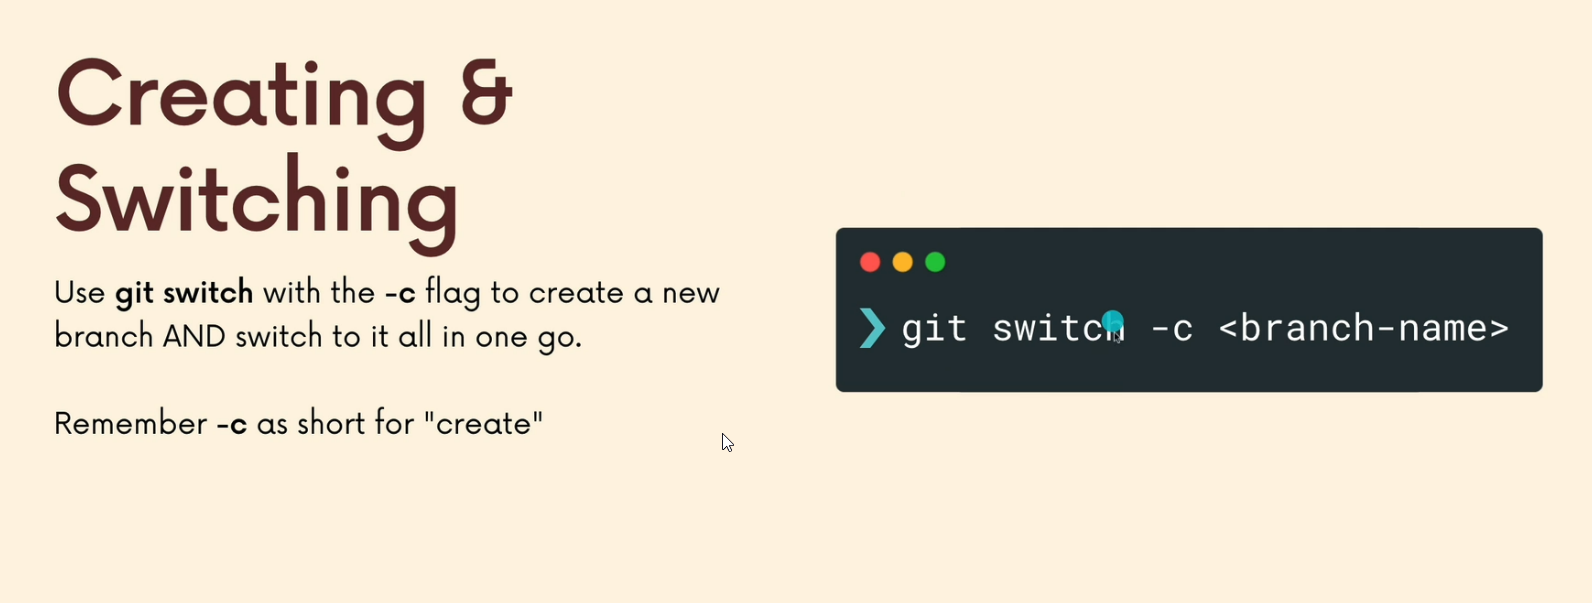 Creating &
Switching
Use git switch with the -c flag to create a new
branch AND switch to it all in one go.
Remember -c as short for "create"
❯ git switch -c <branch-name>